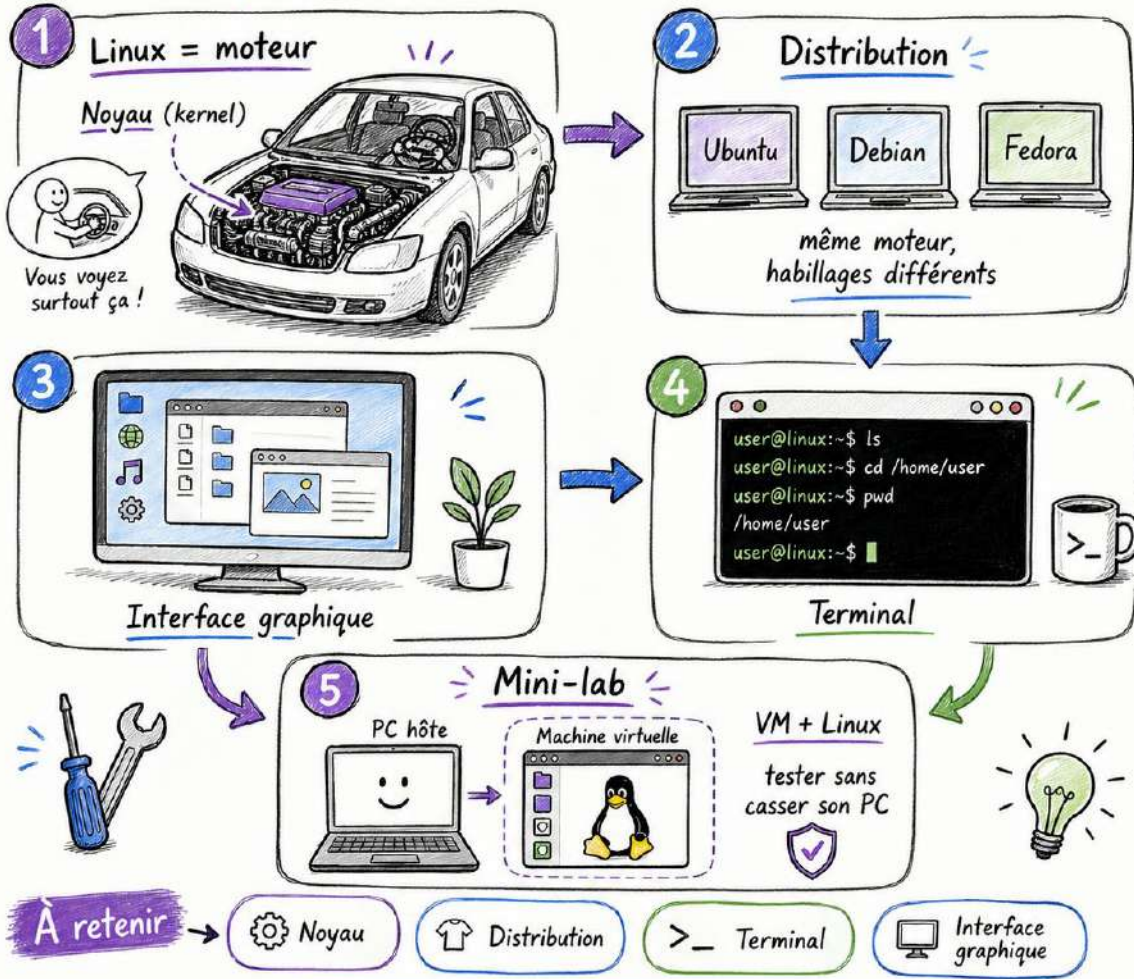 1
Linux = moteur
Noyau (kernel)
Vous voyez
surtout ça !
2
Distribution
Ubuntu
Debian
Fedora
même moteur,
habillages différents
3
Interface graphique
4
user@linux:~$ ls
user@linux:~$ cd /home/user
user@linux:~$ pwd
/home/user
user@linux:~$
>_
Terminal
5
Mini-lab
PC hôte
Machine virtuelle
VM + Linux
tester sans
casser son PC
À retenir
Noyau
Distribution
>_ Terminal
Interface
graphique